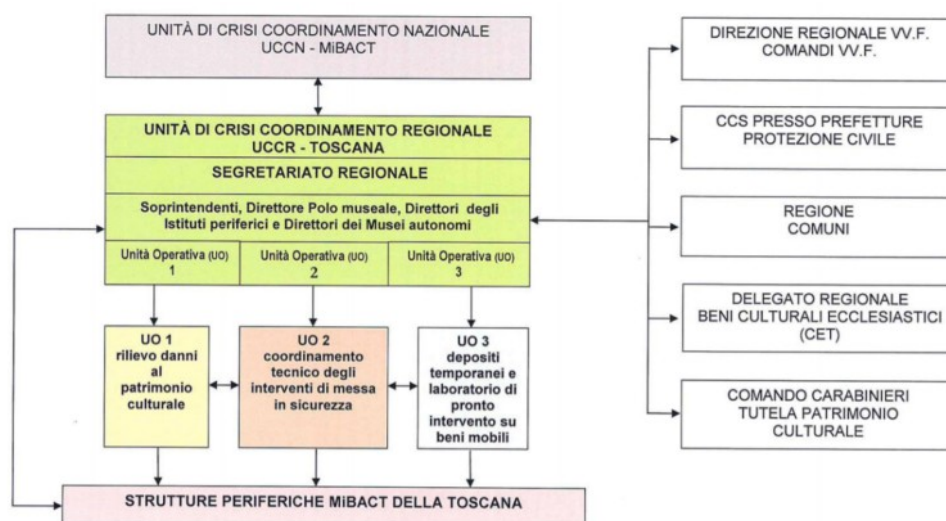 UNITÀ DI CRISI COORDINAMENTO NAZIONALE
UCCN - MiBACT
UNITÀ DI CRISI COORDINAMENTO REGIONALE
UCCR - TOSCANA
SEGRETARIATO REGIONALE
Soprintendenti, Direttore Polo museale, Direttori degli
Istituti periferici e Direttori dei Musei autonomi
Unità Operativa (UO)
1
Unità Operativa (UO)
2
Unità Operativa (UO)
3
UO 1
rilievo danni
al
patrimonio
culturale
UO 2
coordinamento
tecnico degli
interventi di messa
in sicurezza
UO 3
depositi
temporanei e
laboratorio di
pronto
intervento su
beni mobili
STRUTTURE PERIFERICHE MiBACT DELLA TOSCANA
DIREZIONE REGIONALE VV.F.
COMANDI VV.F.
CCS PRESSO PREFETTURE
PROTEZIONE CIVILE
REGIONE
COMUNI
DELEGATO REGIONALE
BENI CULTURALI ECCLESIASTICI
(CET)
COMANDO CARABINIERI
TUTELA PATRIMONIO
CULTURALE